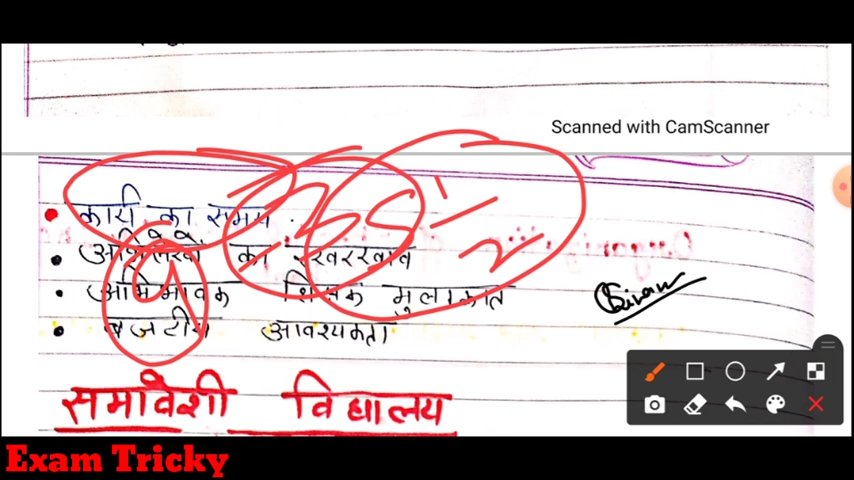 Scanned with CamScanner
कार्य का समय
अभिलेखों का रखरखाव
अभिभावक शिक्षक मुलाकात
बजटीय आवश्यकता
समावेशी विद्यालय
Exam Tricky